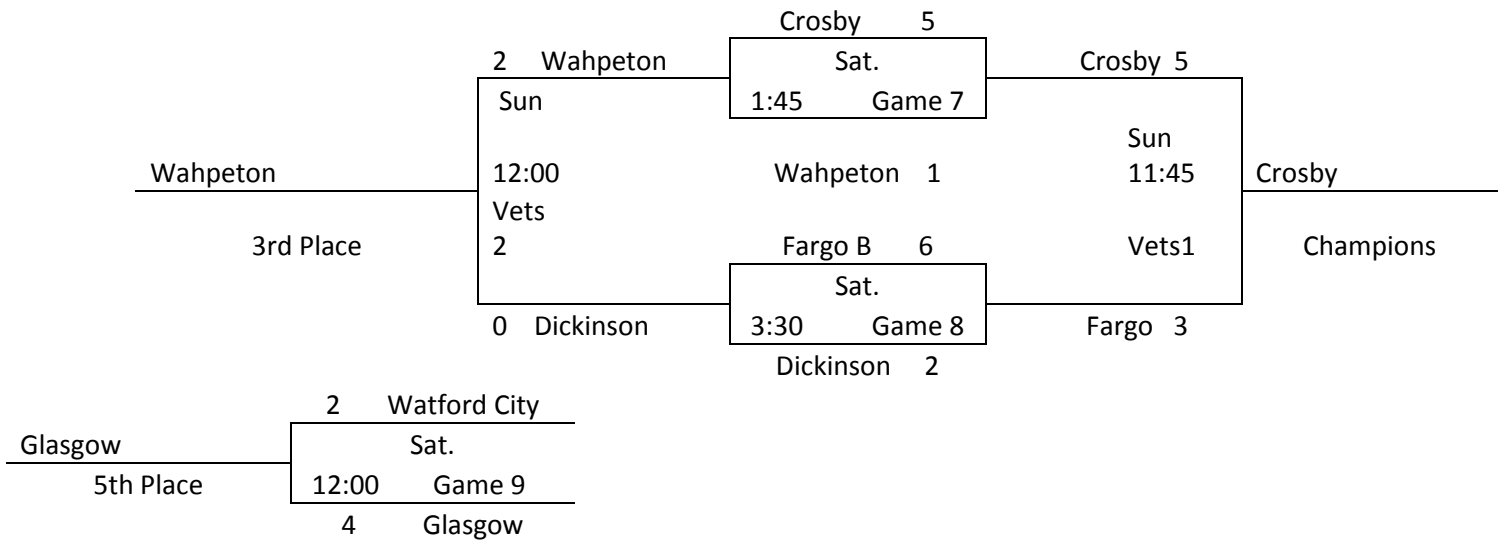 Crosby 5
2 Wahpeton Sat. Crosby 5
Sun 1:45 Game 7
Sun
Wahpeton 12:00 Wahpeton 1 11:45 Crosby
Vets
3rd Place 2 Fargo B 6 Vets1 Champions
Sat.
0 Dickinson 3:30 Game 8 Fargo 3
Dickinson 2
2 Watford City
Glasgow Sat.
5th Place 12:00 Game 9
4 Glasgow